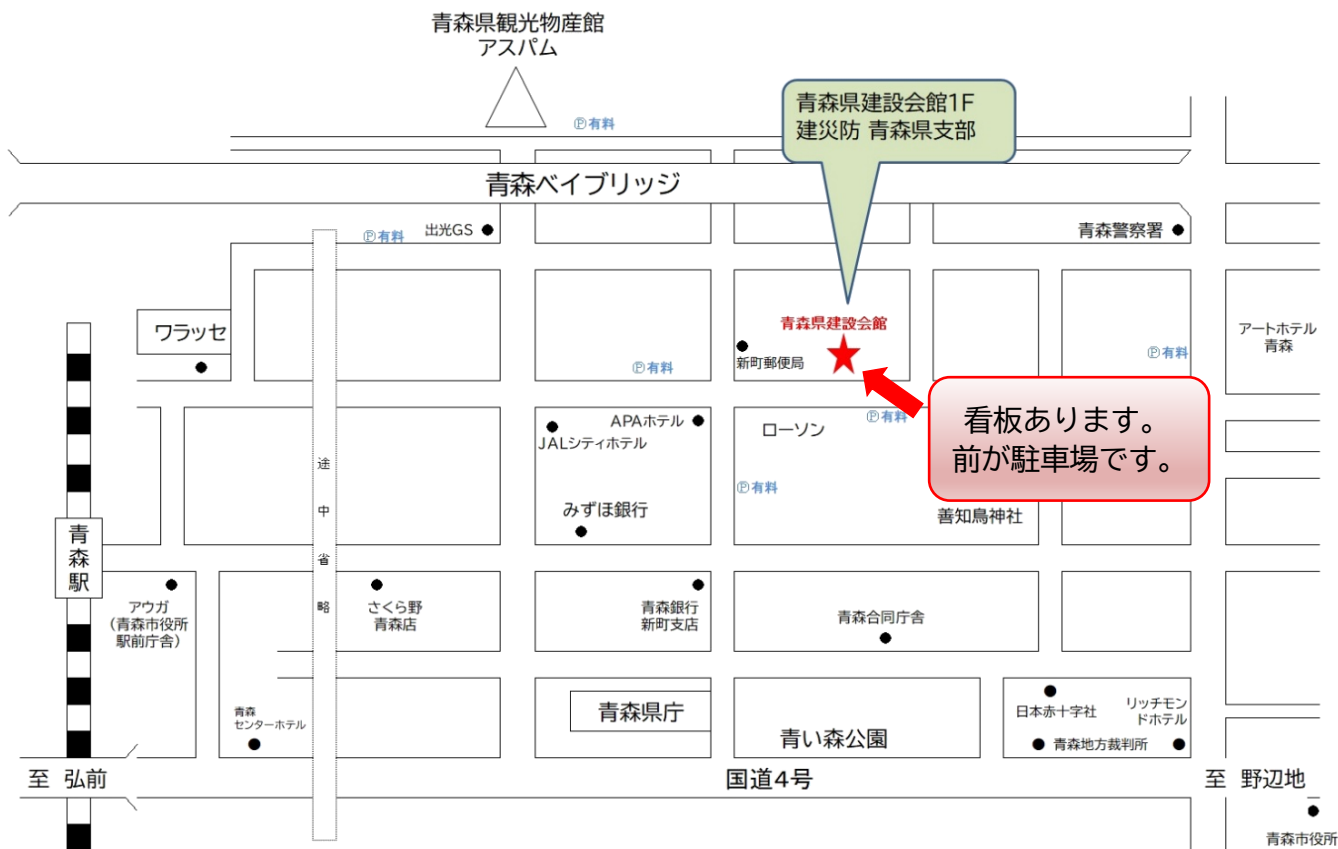 青森県観光物産館
アスパム
Ⓟ有料
青森県建設会館1F
建災防 青森県支部
青森ベイブリッジ
Ⓟ有料
出光GS
青森警察署
ワラッセ
青森県建設会館
新町郵便局
Ⓟ有料
Ⓟ有料
アートホテル
青森
看板あります。
前が駐車場です。
APAホテル
JALシティホテル
ローソン
Ⓟ有料
Ⓟ有料
みずほ銀行
善知鳥神社
途中省略
青森駅
アウガ
(青森市役所
駅前庁舎)
さくら野
青森店
青森銀行
新町支店
青森合同庁舎
青森
センターホテル
青森県庁
青い森公園
日本赤十字社
リッチモン
ドホテル
青森地方裁判所
至 弘前
国道4号
至 野辺地
青森市役所